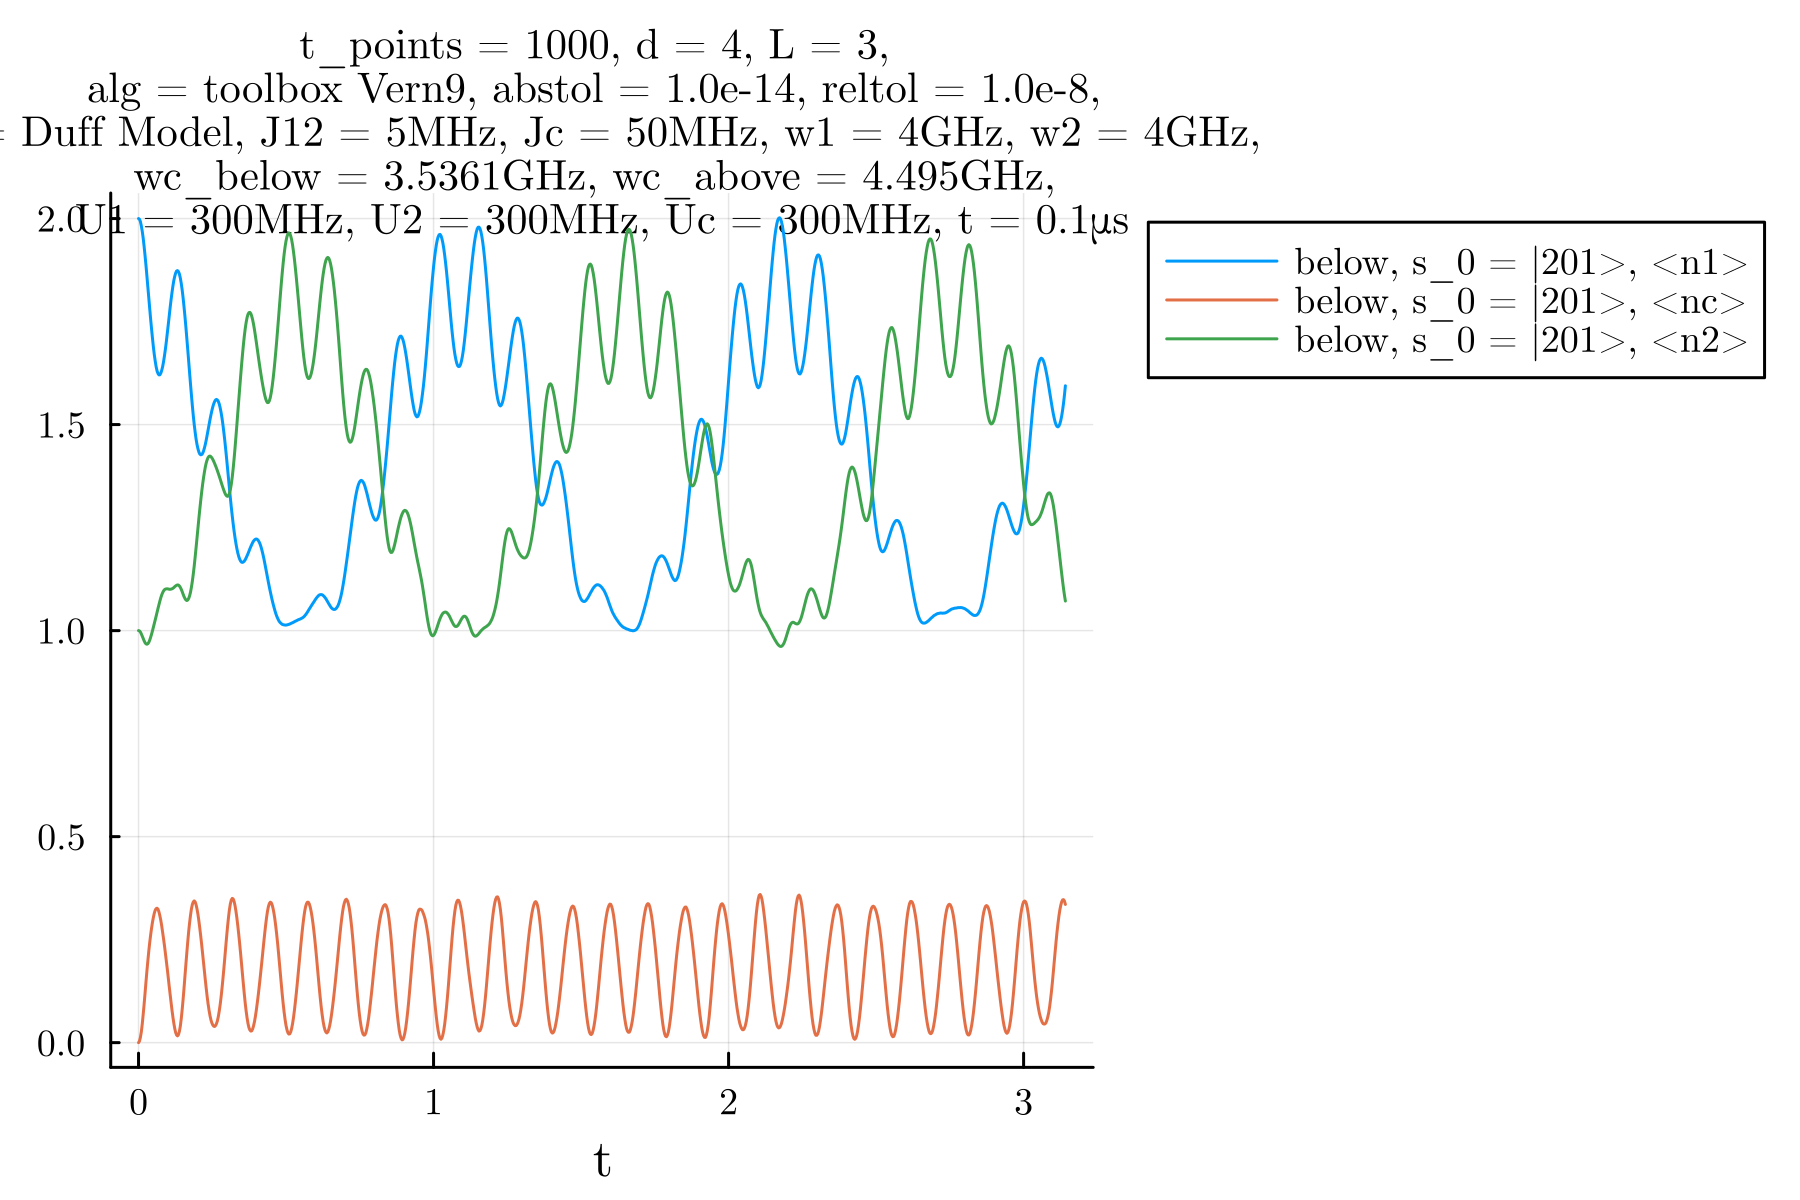 t_points = 1000, d = 4, L = 3,
alg = toolbox Vern9, abstol = 1.0e-14, reltol = 1.0e-8,
= Duff Model, J12 = 5MHz, Jc = 50MHz, w1 = 4GHz, w2 = 4GHz,
wc_below = 3.5361GHz, wc_above = 4.495GHz,
U1 = 300MHz, U2 = 300MHz, Uc = 300MHz, t = 0.1μs
below, s_0 = |201>, <n1>
below, s_0 = |201>, <nc>
below, s_0 = |201>, <n2>
2.0
1.5
1.0
0.5
0.0
0 1 2 3
t